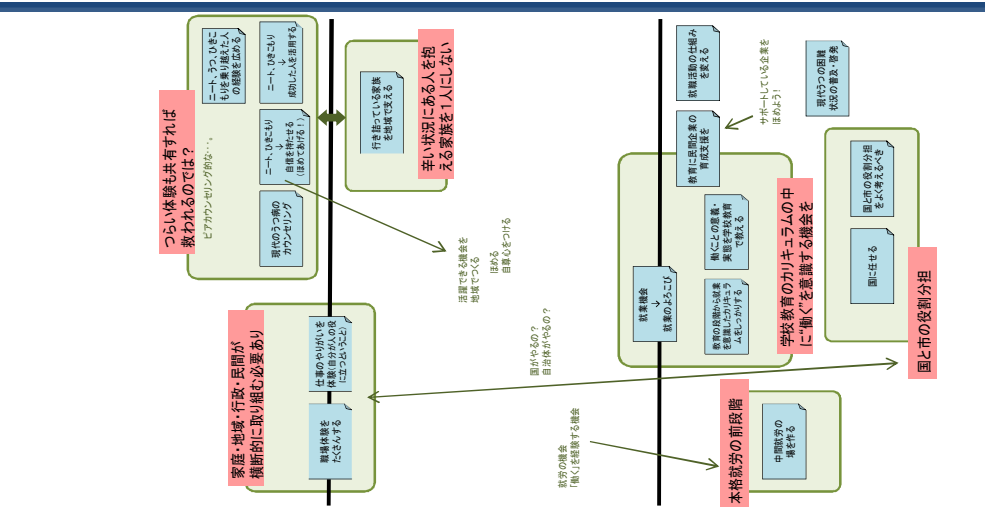 家庭・地域・行政・民間が
横断的に取り組む必要あり
職場体験を
たくさんする
仕事のやりがいを
体験(自分が人の役
に立つということ)
つらい体験も共有すれば
救われるのでは?
ピアカウンセリング的な・・。
ニート、うつ、ひきこ
もりを乗り越えた人
の経験を広める
現代のうつ病の
カウンセリング
ニート、ひきこもり
↓
自信を持たせる
(ほめてあげる!)
ニート、ひきこもり
↓
成功した人を活用する
行き詰っている家族
を地域で支える
辛い状況にある人を抱
える家族を1人にしない
活躍できる機会を
地域でつくる
ほめる
自尊心をつける
国がやるの?
自治体がやるの?
就労の機会
「働く」を経験する機会
本格就労の前段階
中間就労の
場を作る
就業機会
↓
就業のよろこび
教育に民間企業の
育成支援を
就職活動の仕組み
を変える
教育の段階から就業
を意識したカリキュラ
ムをしっかりする
働くことの意義・
実態を学校教育
で教える
学校教育のカリキュラムの中
に“働く”を意識する機会を
サポートしている企業を
ほめよう!
現代うつの困難
状況の普及・啓発
国に任せる
国と市の役割分担
をよく考えるべき
国と市の役割分担